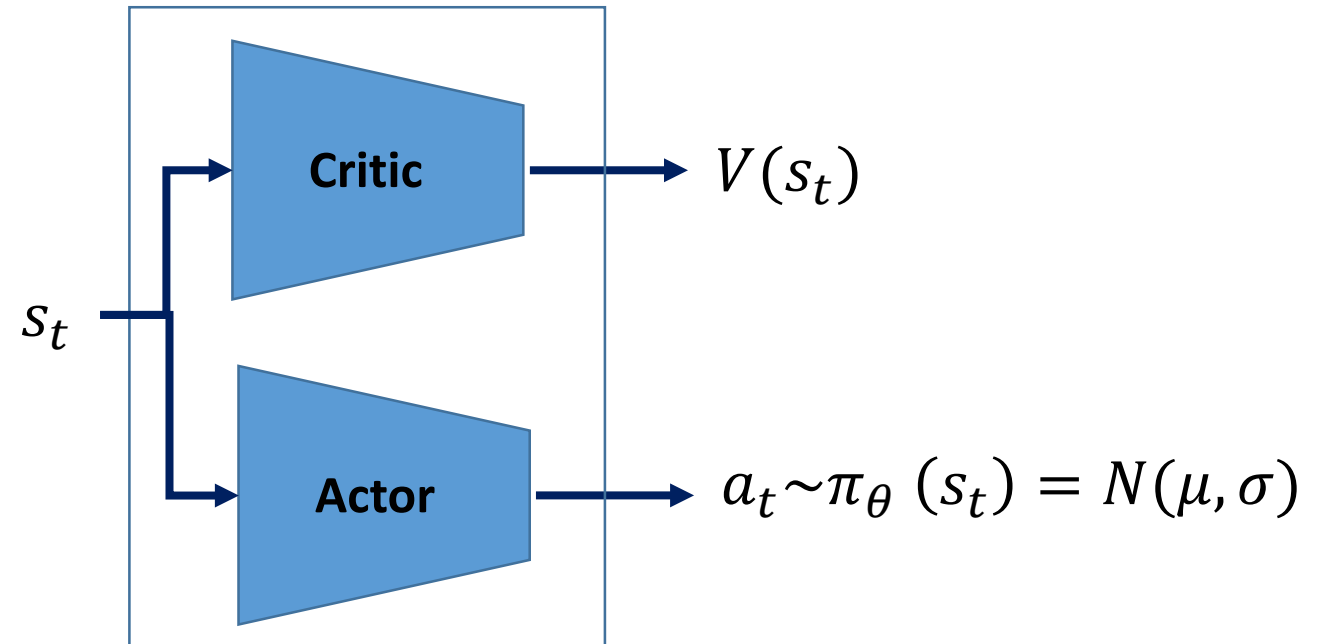 Critic
V(s_t)
s_t
Actor
a_t~π_θ (s_t) = N(μ, σ)